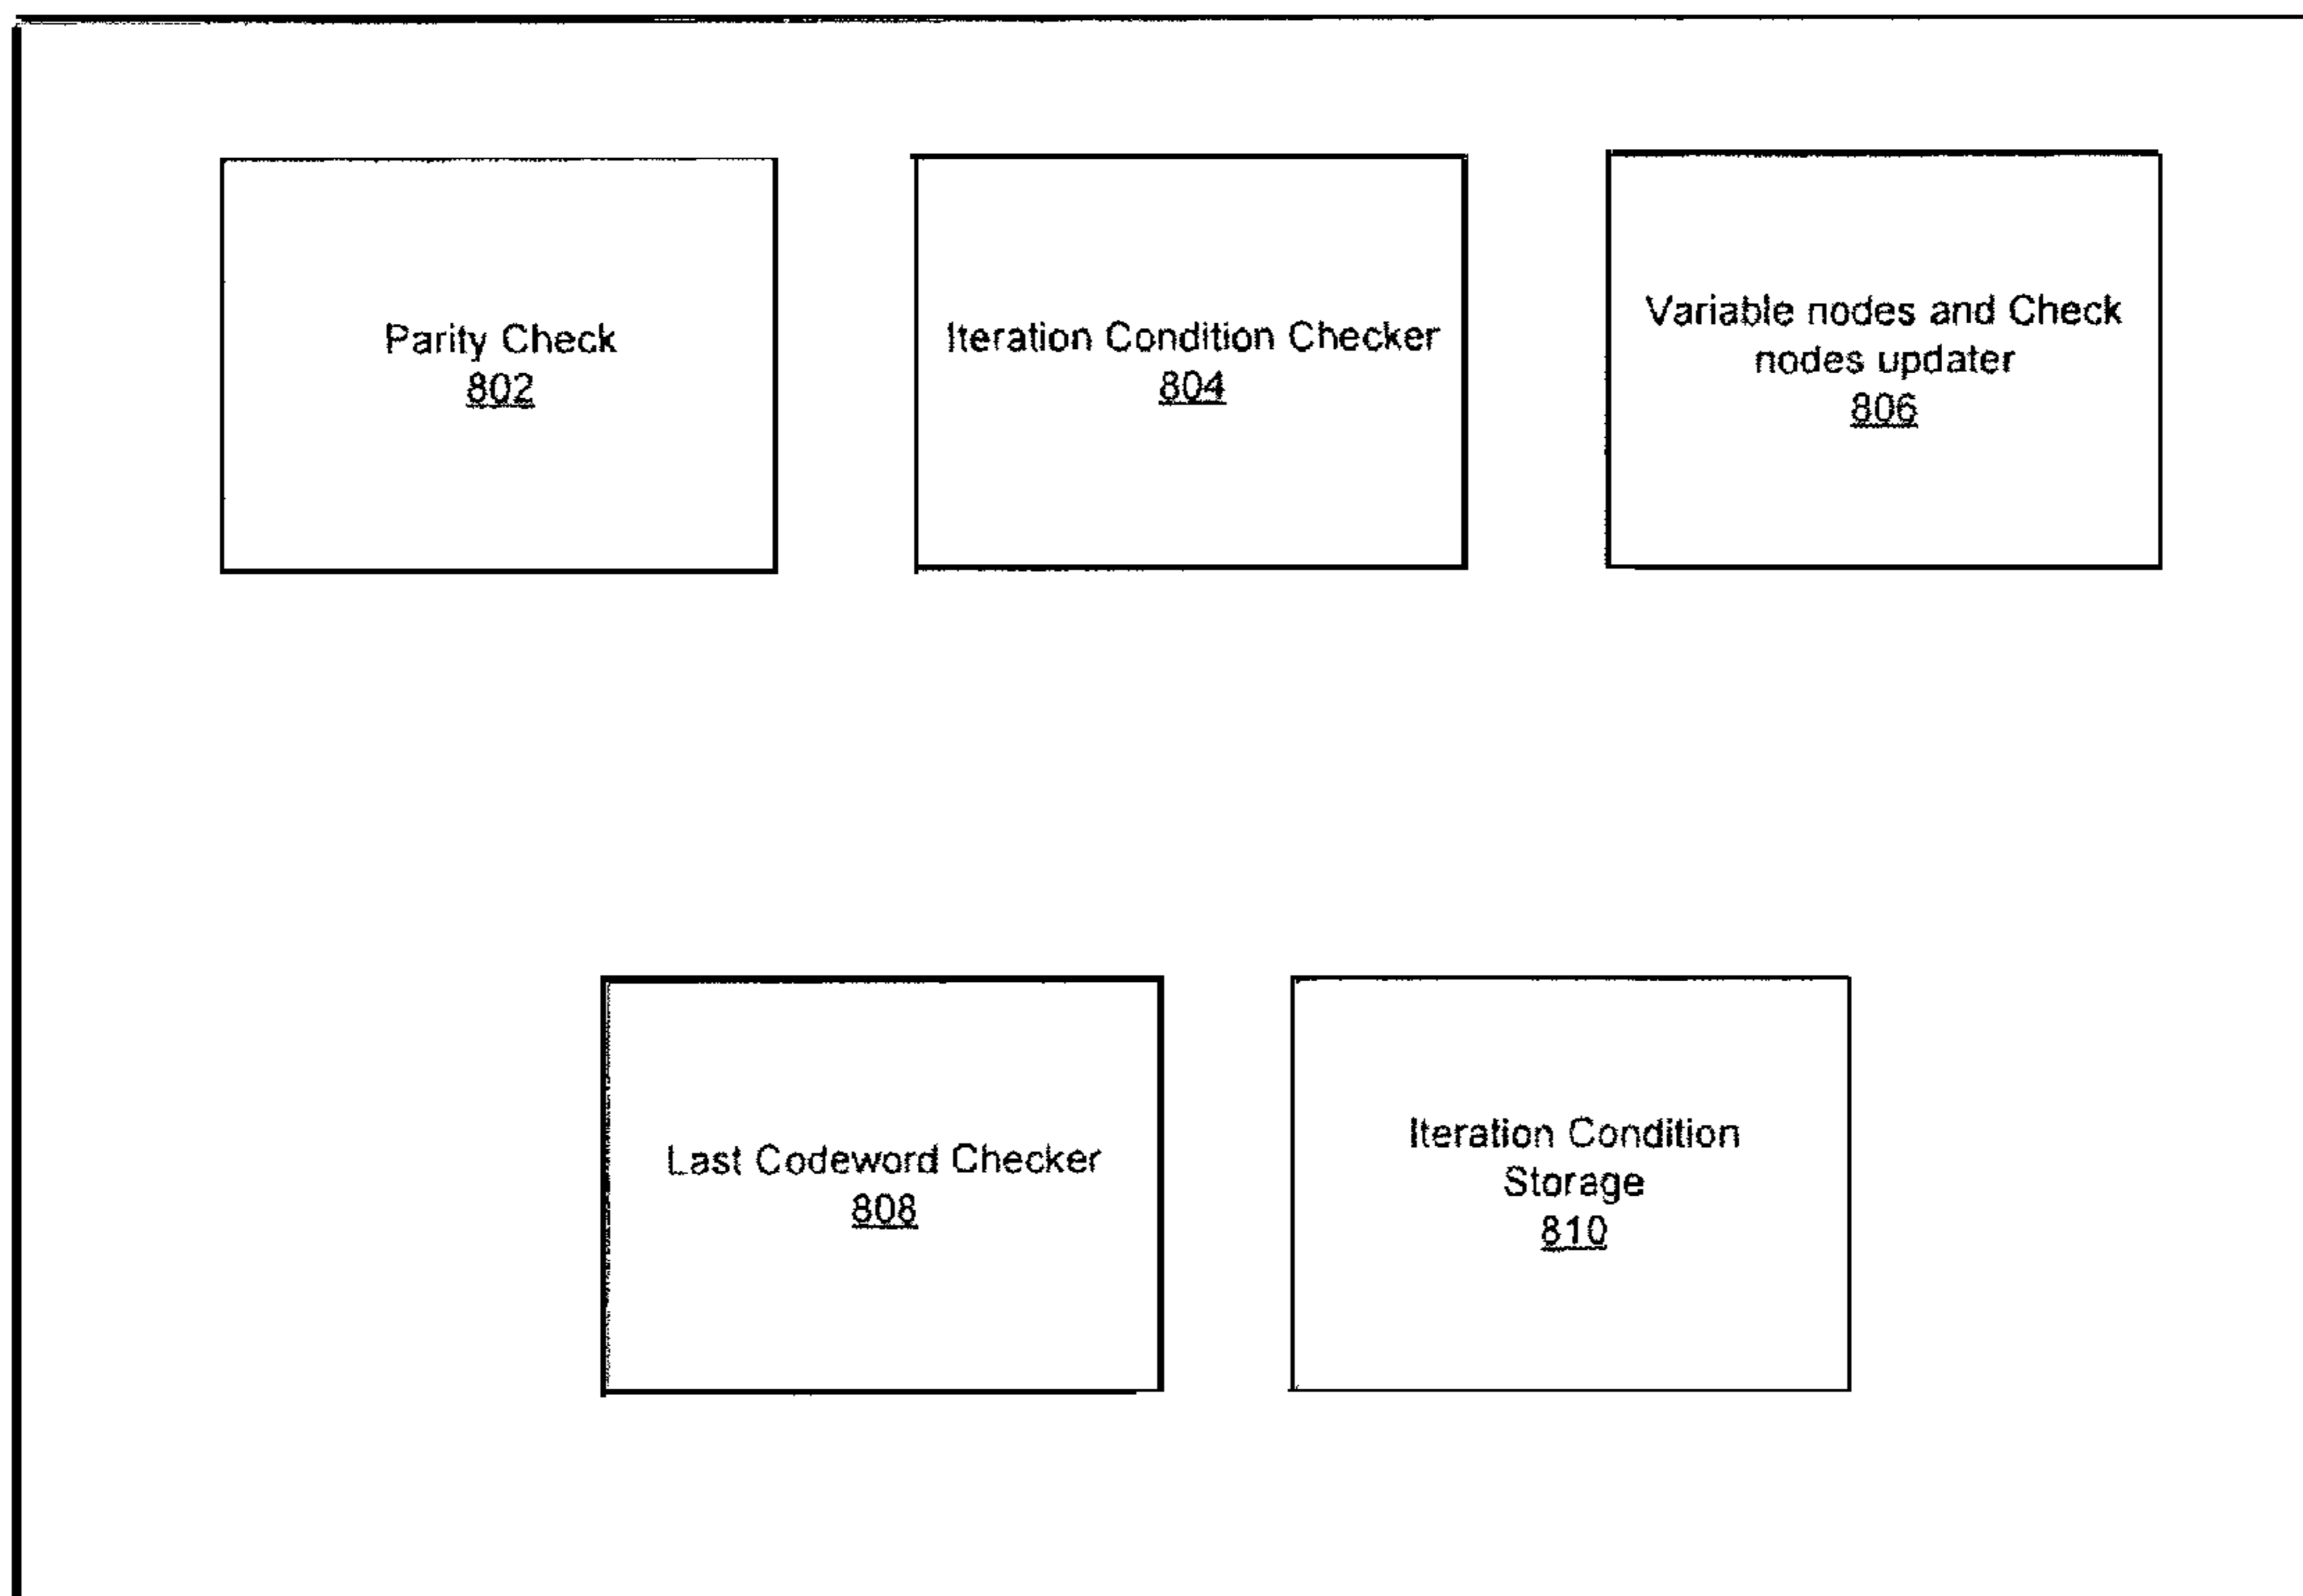 Parity Check
802
Iteration Condition Checker
804
Variable nodes and Check
nodes updater
806
Last Codeword Checker
808
Iteration Condition
Storage
810